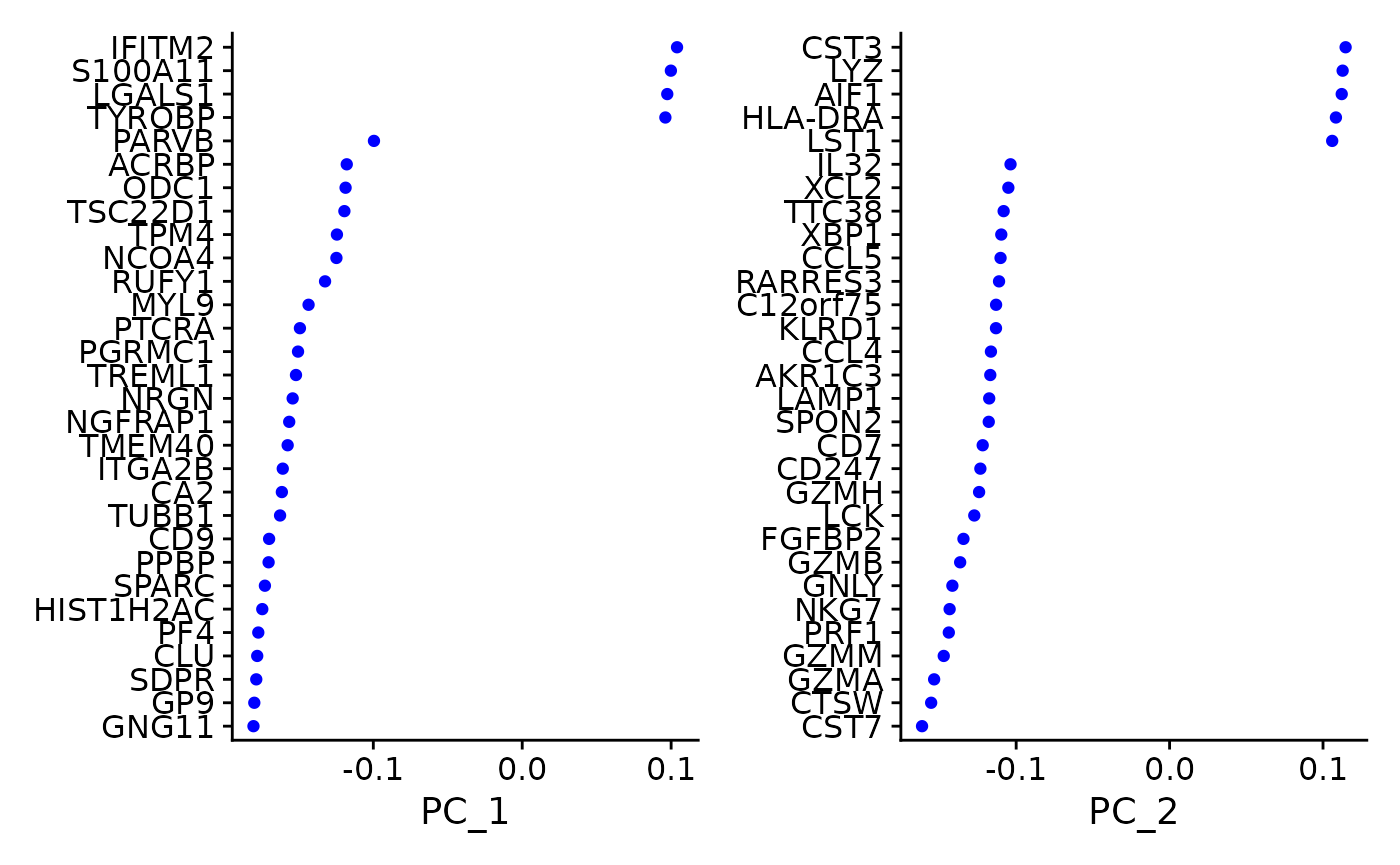 IFITM2
S100A11
LGALS1
TYROBP
PARVB
ACRBP
ODC1
TSC22D1
TPM4
NCOA4
RUFY1
MYL9
PTCRA
PGRMC1
TREML1
NRGN
NGFRAP1
TMEM40
ITGA2B
CA2
TUBB1
CD9
PPBP
SPARC
HIST1H2AC
PF4
CLU
SDPR
GP9
GNG11
-0.1 0.0 0.1
PC_1
CST3
LYZ
AIF1
HLA-DRA
LST1
IL32
XCL2
TTC38
XBP1
CCL5
RARRES3
C12orf75
KLRD1
CCL4
AKR1C3
LAMP1
SPON2
CD7
CD247
GZMH
LCK
FGFBP2
GZMB
GNLY
NKG7
PRF1
GZMM
GZMA
CTSW
CST7
-0.1 0.0 0.1
PC_2